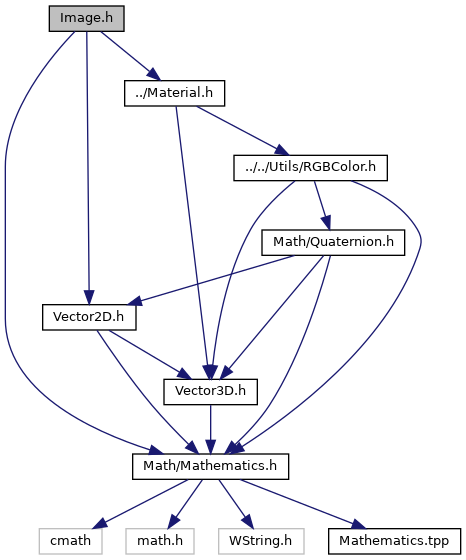 Image.h
../Material.h
../../Utils/RGBColor.h
Math/Quaternion.h
Vector2D.h
Vector3D.h
Math/Mathematics.h
cmath
math.h
WString.h
Mathematics.tpp